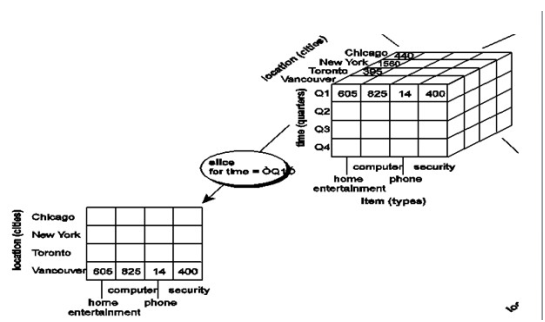 location (cities)
Chicago 440
New York 1560
Toronto 395
Vancouver
time (quarters)
Q1 605 825 14 400
Q2
Q3
Q4
computer security
home phone
entertainment
item (types)
slice
for time = ÒQ1Ó
location (cities)
Chicago
New York
Toronto
Vancouver 605 825 14 400
computer security
home phone
entertainment